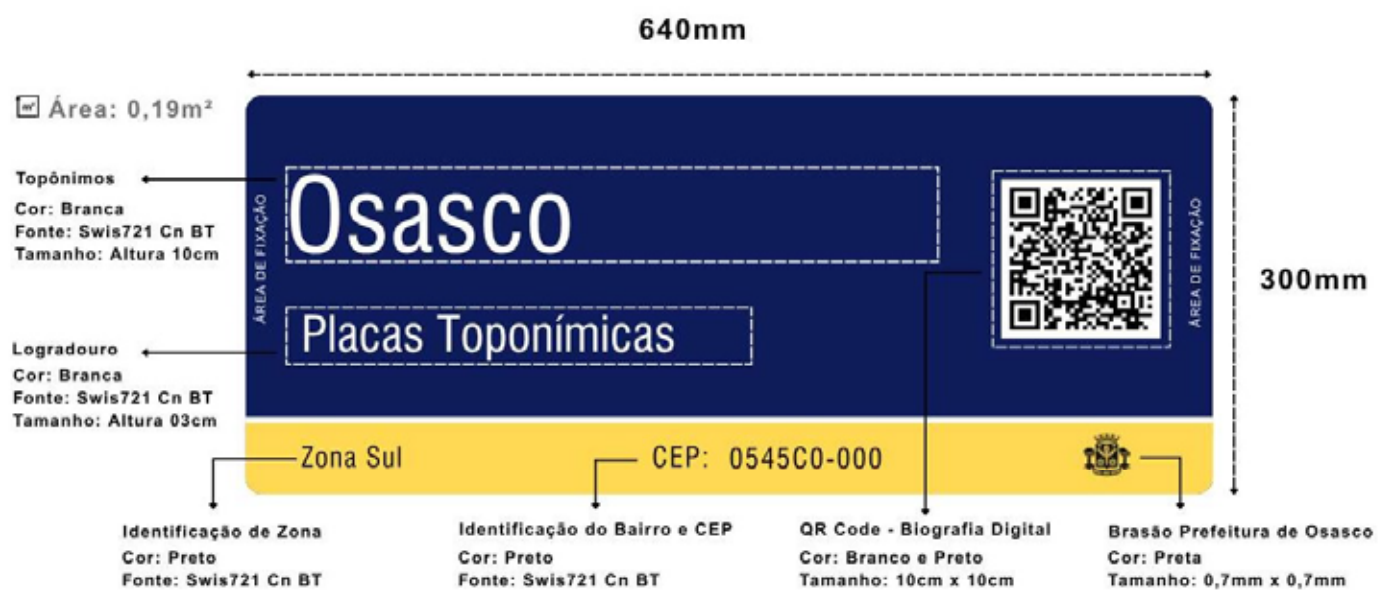 640mm
m² Área: 0,19m²
Topônimos
Cor: Branca
Fonte: Swis721 Cn BT
Tamanho: Altura 10cm
ÁREA DE FIXAÇÃO
Osasco
ÁREA DE FIXAÇÃO
300mm
Logradouro
Cor: Branca
Fonte: Swis721 Cn BT
Tamanho: Altura 03cm
Placas Toponímicas
Zona Sul
CEP: 0545C0-000
Identificação de Zona
Cor: Preto
Fonte: Swis721 Cn BT
Identificação do Bairro e CEP
Cor: Preto
Fonte: Swis721 Cn BT
QR Code - Biografia Digital
Cor: Branco e Preto
Tamanho: 10cm x 10cm
Brasão Prefeitura de Osasco
Cor: Preta
Tamanho: 0,7mm x 0,7mm